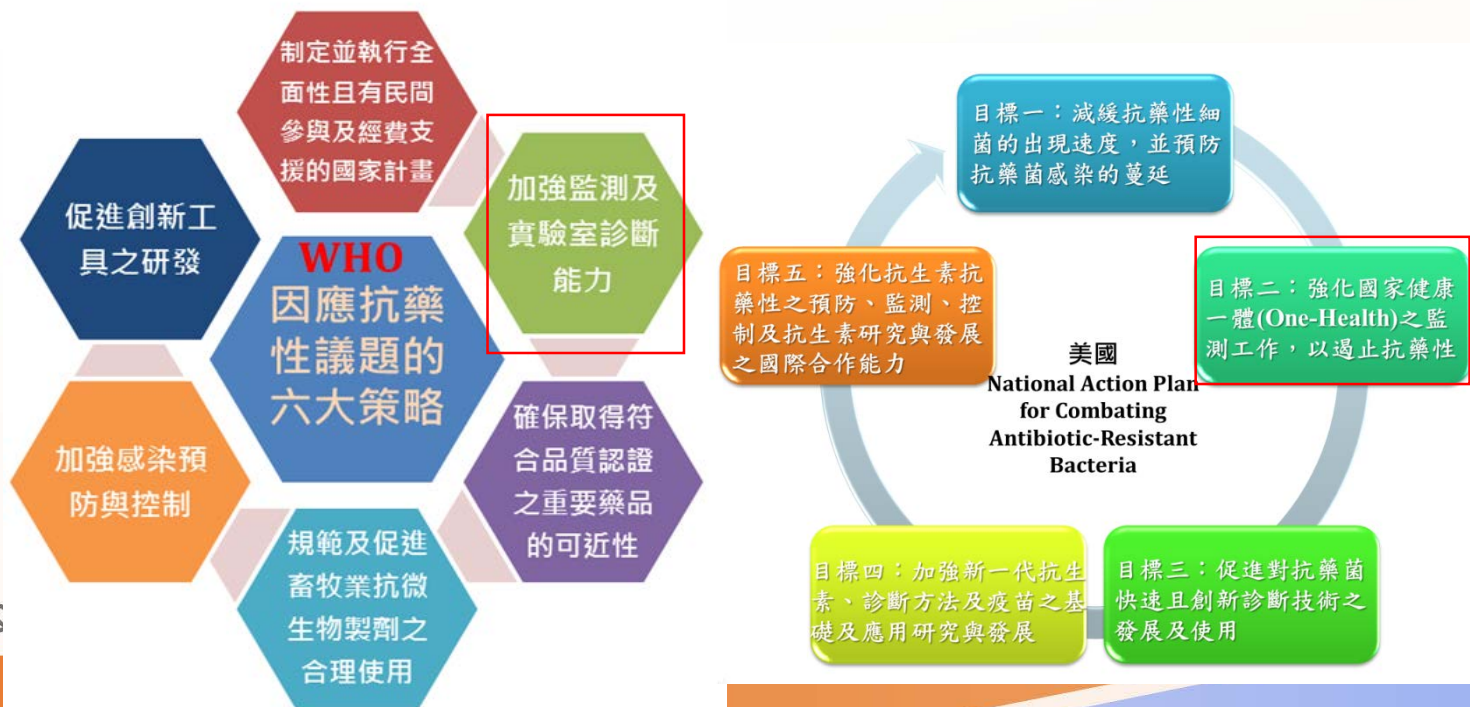 制定並執行全
面性且有民間
參與及經費支
援的國家計畫
加強監測及
實驗室診斷
能力
確保取得符
合品質認證
之重要藥品
的可近性
規範及促進
畜牧業抗微
生物製劑之
合理使用
加強感染預
防與控制
促進創新工
具之研發
WHO
因應抗藥
性議題的
六大策略
目標一：減緩抗藥性細
菌的出現速度，並預防
抗藥菌感染的蔓延
目標二：強化國家健康
一體(One-Health)之監
測工作，以遏止抗藥性
目標三：促進對抗藥菌
快速且創新診斷技術之
發展及使用
目標四：加強新一代抗生
素、診斷方法及疫苗之基
礎及應用研究與發展
目標五：強化抗生素抗
藥性之預防、監測、控
制及抗生素研究與發展
之國際合作能力
美國
National Action Plan
for Combating
Antibiotic-Resistant
Bacteria